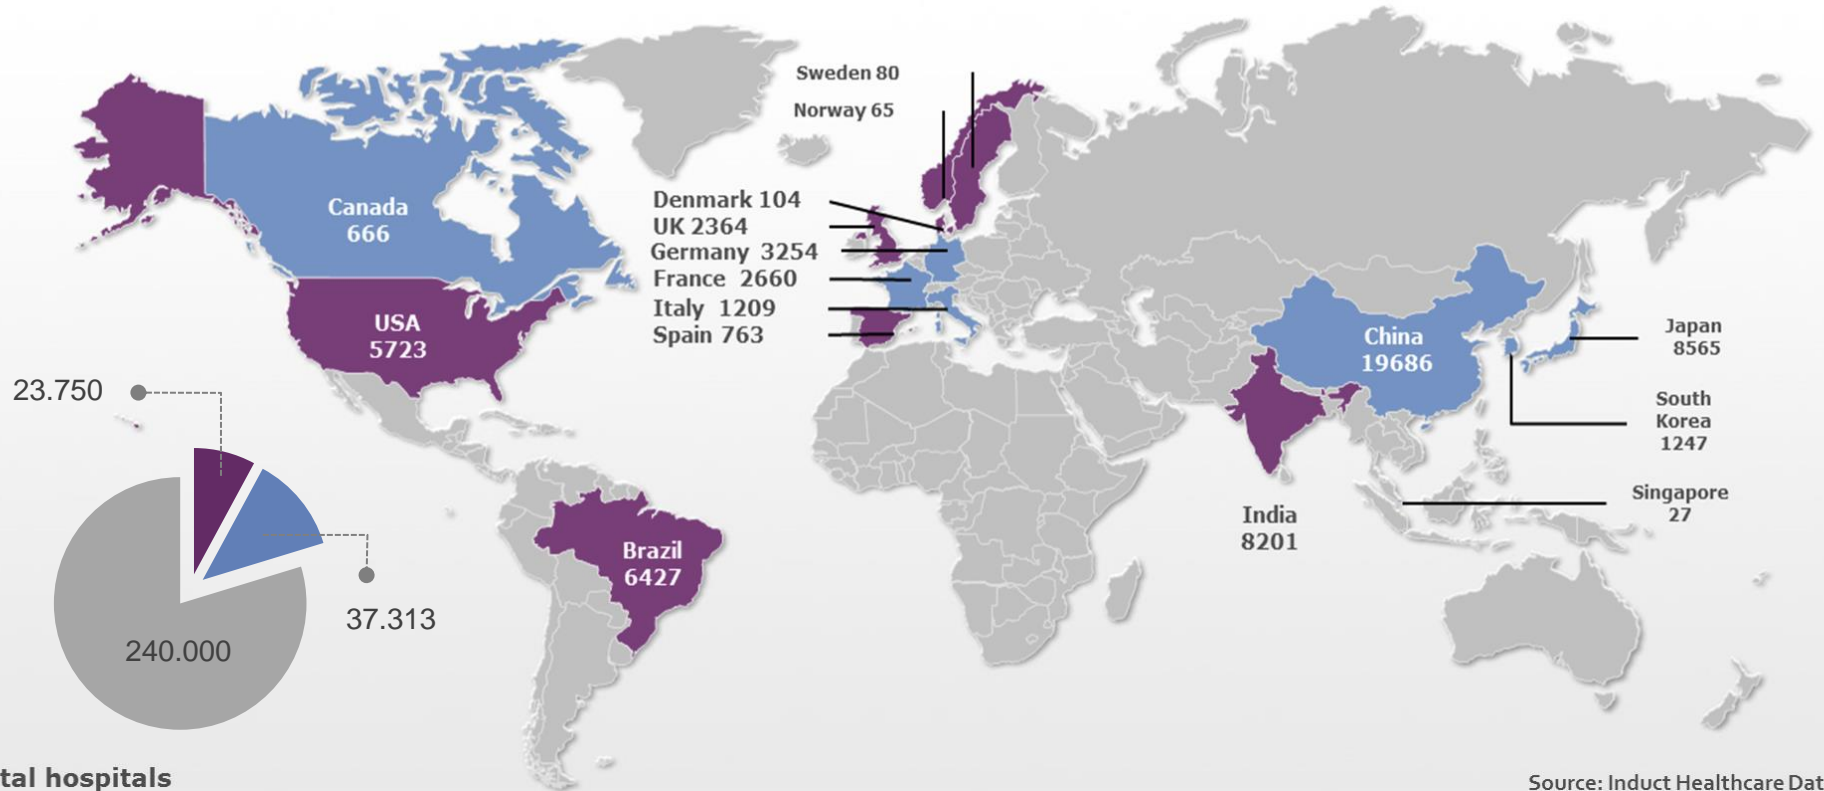 Sweden 80
Norway 65
Denmark 104
UK 2364
Germany 3254
France 2660
Italy 1209
Spain 763
Canada
666
USA
5723
China
19686
Japan
8565
South
Korea
1247
Singapore
27
India
8201
Brazil
6427
23.750
37.313
240.000
tal hospitals
Source: Induct Healthcare Dat